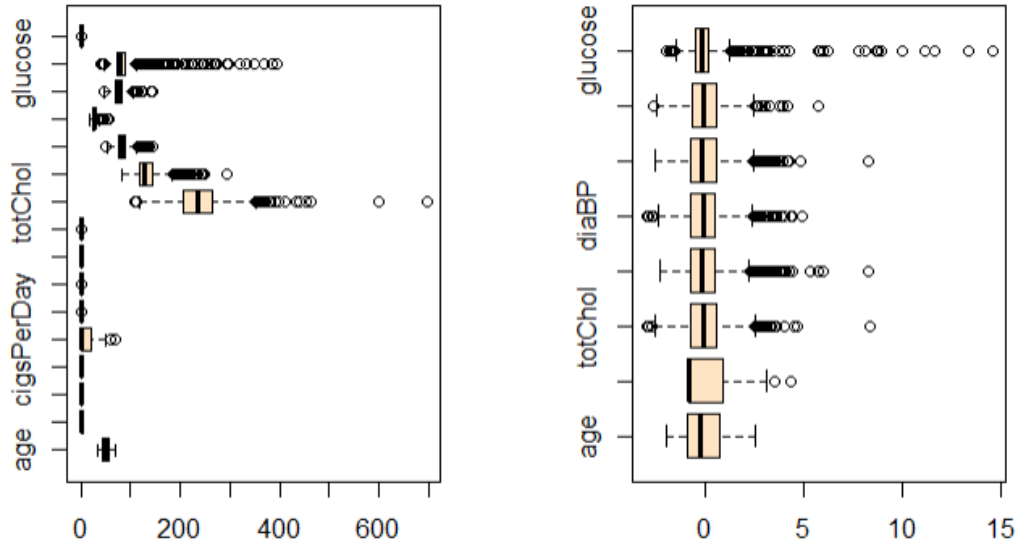 glucose
totChol
cigsPerDay
age
0 200 400 600
glucose
diaBP
totChol
age
0 5 10 15